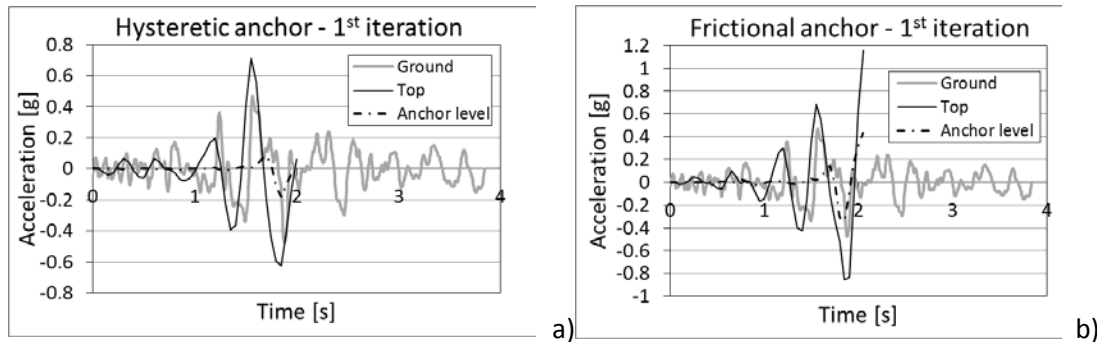 Hysteretic anchor - 1st iteration
0.8
0.6
0.4
0.2
0
-0.2
-0.4
-0.6
-0.8
Acceleration [g]
Ground
Top
Anchor level
0 1 2 3 4
Time [s]
a)
Frictional anchor - 1st iteration
1.2
1
0.8
0.6
0.4
0.2
0
-0.2
-0.4
-0.6
-0.8
-1
Acceleration [g]
Ground
Top
Anchor level
0 1 2 3 4
Time [s]
b)